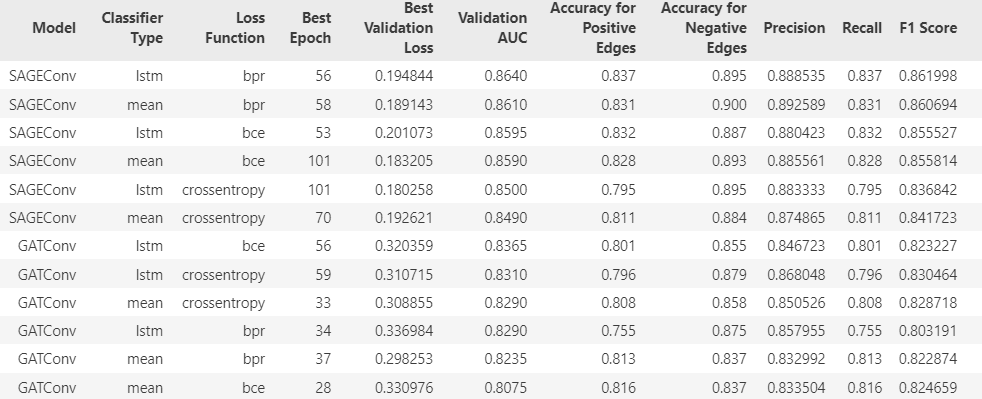 Model Classifier Type Loss Function Best Epoch Best Validation Loss Validation AUC Accuracy for Positive Edges Accuracy for Negative Edges Precision Recall F1 Score
SAGEConv lstm bpr 56 0.194844 0.8640 0.837 0.895 0.888535 0.837 0.861998
SAGEConv mean bpr 58 0.189143 0.8610 0.831 0.900 0.892589 0.831 0.860694
SAGEConv lstm bce 53 0.201073 0.8595 0.832 0.887 0.880423 0.832 0.855527
SAGEConv mean bce 101 0.183205 0.8590 0.828 0.893 0.885561 0.828 0.855814
SAGEConv lstm crossentropy 101 0.180258 0.8500 0.795 0.895 0.883333 0.795 0.836842
SAGEConv mean crossentropy 70 0.192621 0.8490 0.811 0.884 0.874865 0.811 0.841723
GATConv lstm bce 56 0.320359 0.8365 0.801 0.855 0.846723 0.801 0.823227
GATConv lstm crossentropy 59 0.310715 0.8310 0.796 0.879 0.868048 0.796 0.830464
GATConv mean crossentropy 33 0.308855 0.8290 0.808 0.858 0.850526 0.808 0.828718
GATConv lstm bpr 34 0.336984 0.8290 0.755 0.875 0.857955 0.755 0.803191
GATConv mean bpr 37 0.298253 0.8235 0.813 0.837 0.832992 0.813 0.822874
GATConv mean bce 28 0.330976 0.8075 0.816 0.837 0.833504 0.816 0.824659